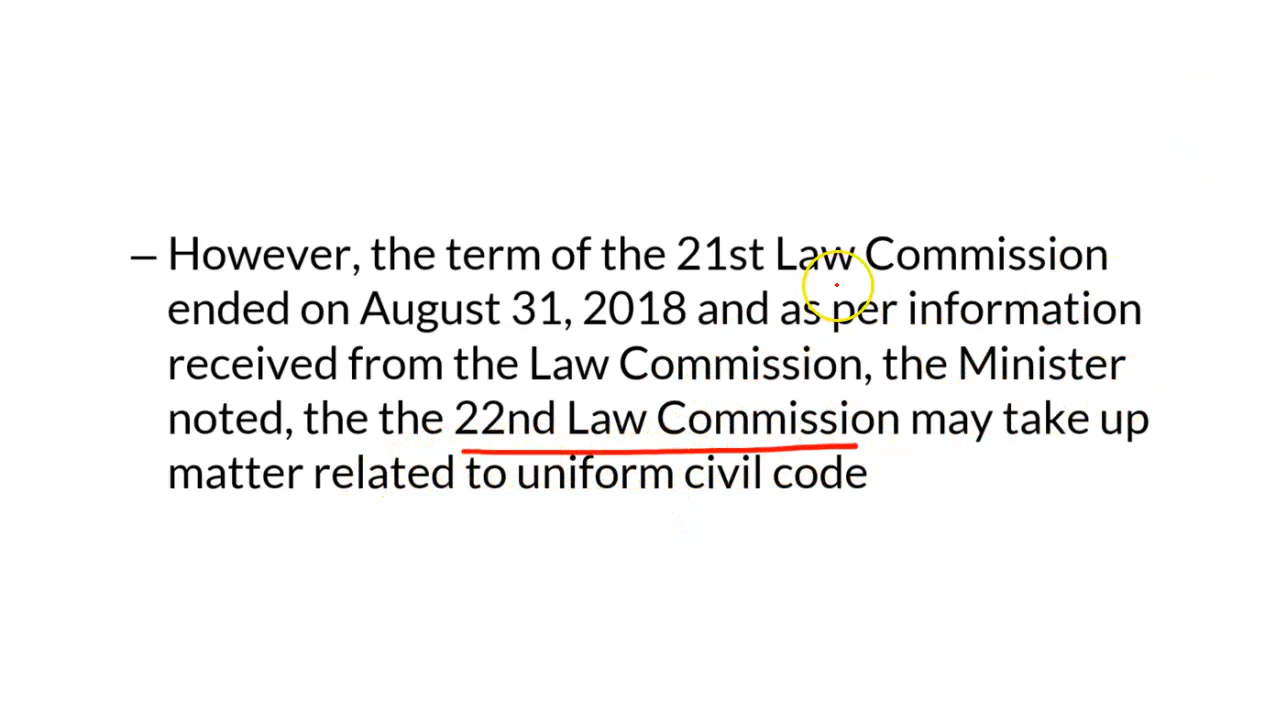 – However, the term of the 21st Law Commission
ended on August 31, 2018 and as per information
received from the Law Commission, the Minister
noted, the the 22nd Law Commission may take up
matter related to uniform civil code